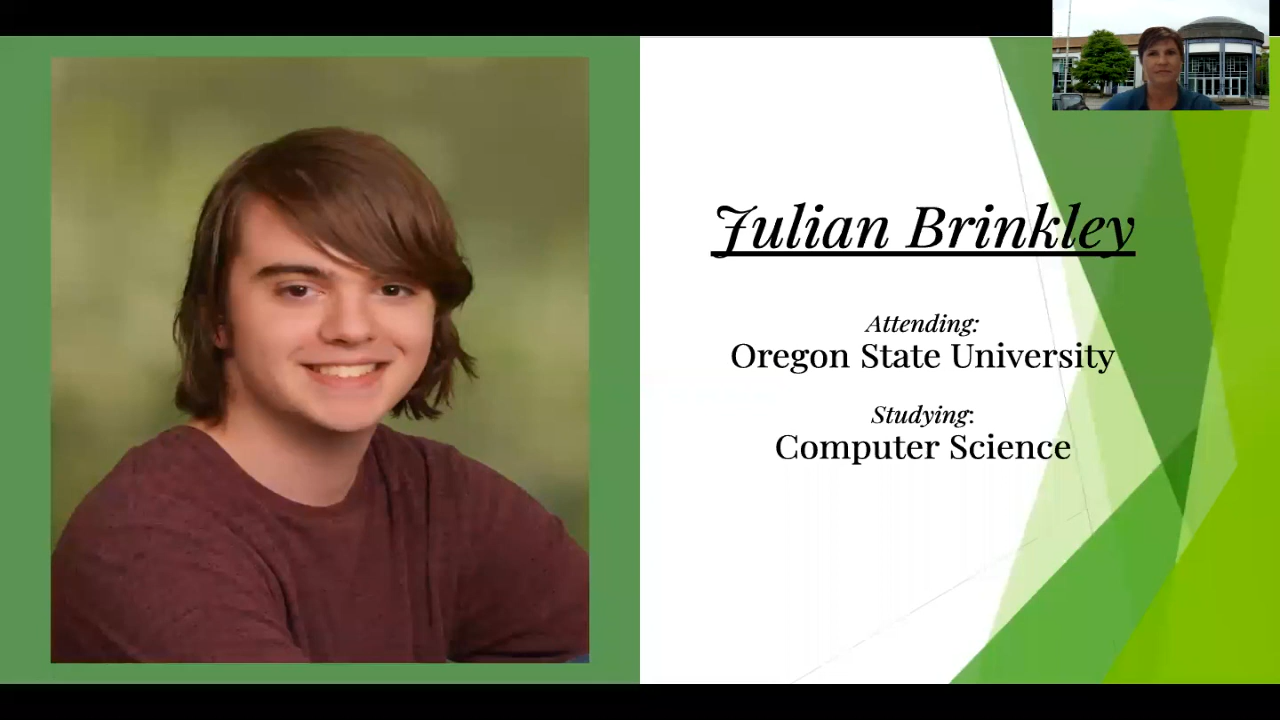 Julian Brinkley
Attending:
Oregon State University
Studying:
Computer Science